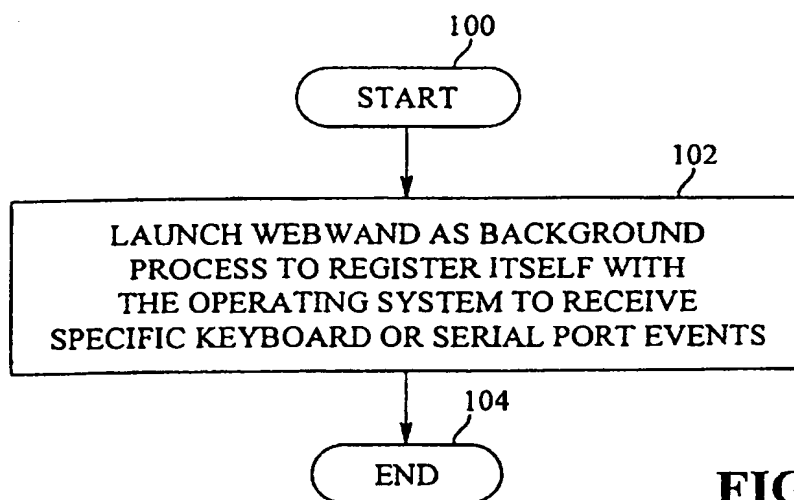 100
START
102
LAUNCH WEBWAND AS BACKGROUND
PROCESS TO REGISTER ITSELF WITH
THE OPERATING SYSTEM TO RECEIVE
SPECIFIC KEYBOARD OR SERIAL PORT EVENTS
104
END
FIG